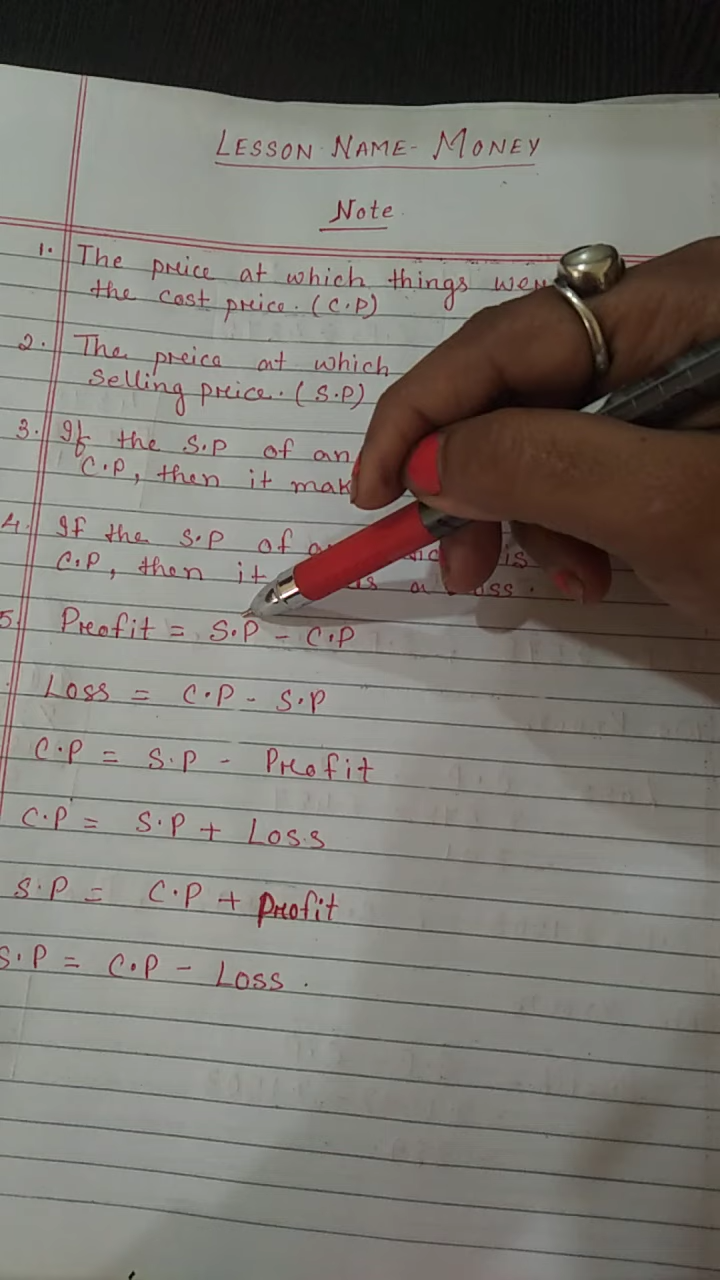 LESSON NAME- MONEY
Note
1. The price at which things
the cost price. (C.P)
2. The price at which
selling price. (S.P)
3. If the S.P of an
C.P, then it
4. If the S.P of is
C.P, then it a
5. Profit = S.P - C.P
Loss = C.P - S.P
C.P = S.P - Profit
C.P = S.P + Loss
S.P = C.P + Profit
S.P = C.P - Loss.